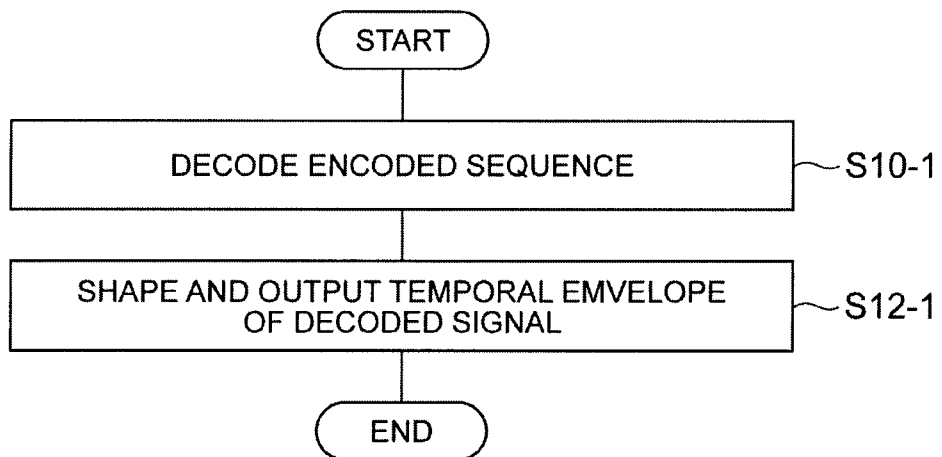 START
DECODE ENCODED SEQUENCE
S10-1
SHAPE AND OUTPUT TEMPORAL EMVELOPE
OF DECODED SIGNAL
S12-1
END